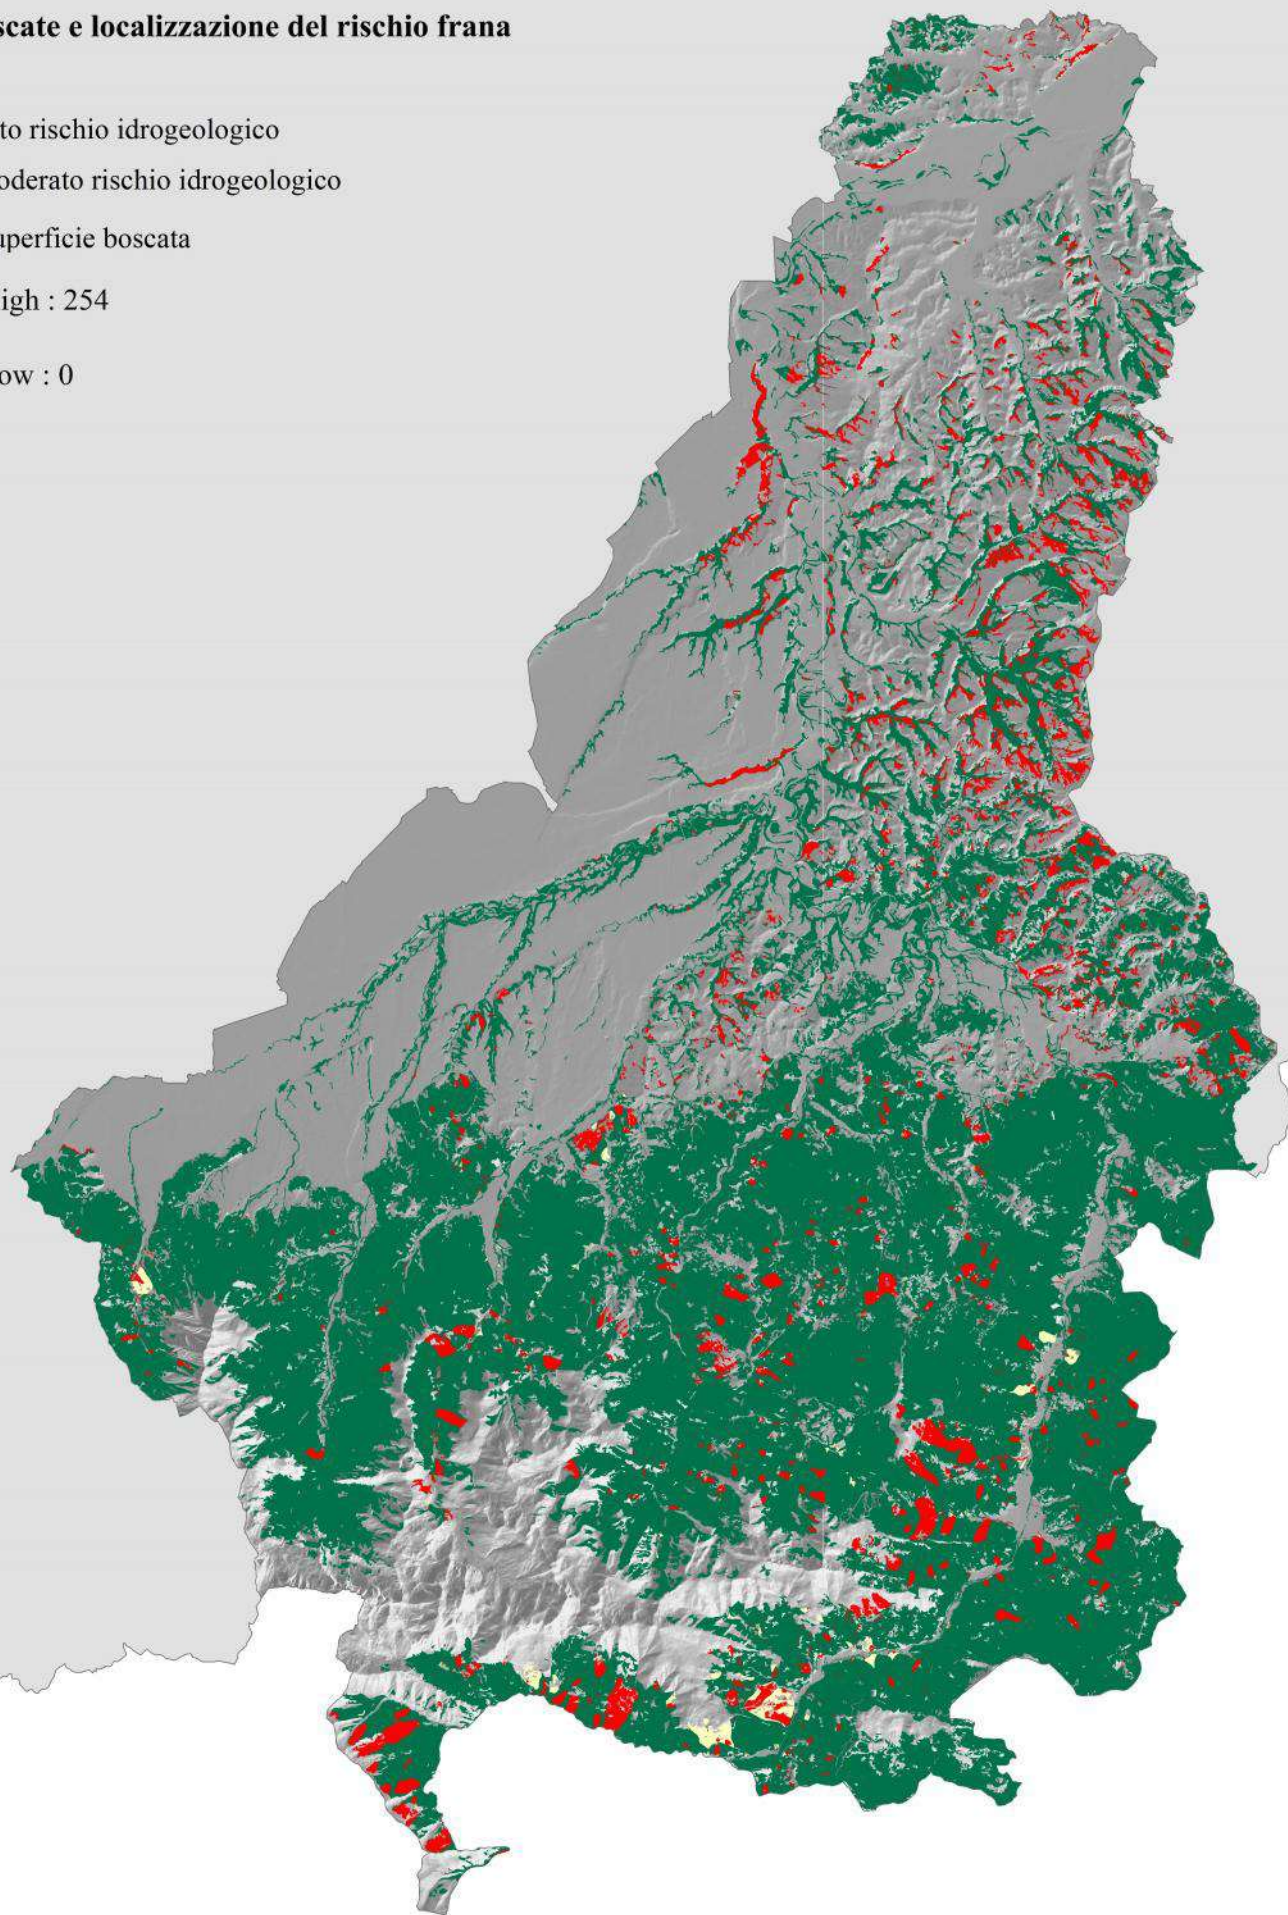 scate e localizzazione del rischio frana
to rischio idrogeologico
oderato rischio idrogeologico
uperficie boscata
igh : 254
ow : 0